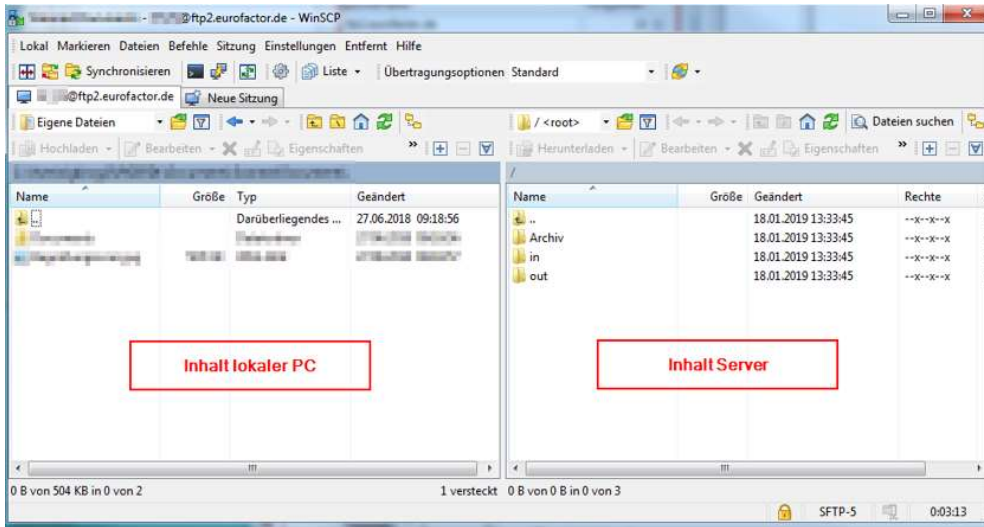 @ftp2.eurofactor.de - WinSCP
Lokal Markieren Dateien Befehle Sitzung Einstellungen Entfernt Hilfe
Synchronisieren Liste Übertragungsoptionen Standard
@ftp2.eurofactor.de Neue Sitzung
Eigene Dateien / <root> Dateien suchen
Hochladen Bearbeiten Eigenschaften » Herunterladen Bearbeiten Eigenschaften »
/
Name Größe Typ Geändert Name Größe Geändert Rechte
.. Darüberliegendes ... 27.06.2018 09:18:56 .. 18.01.2019 13:33:45 --x--x--x
Archiv 18.01.2019 13:33:45 --x--x--x
in 18.01.2019 13:33:45 --x--x--x
out 18.01.2019 13:33:45 --x--x--x
Inhalt lokaler PC Inhalt Server
0 B von 504 KB in 0 von 2 1 versteckt 0 B von 0 B in 0 von 3
SFTP-5 0:03:13